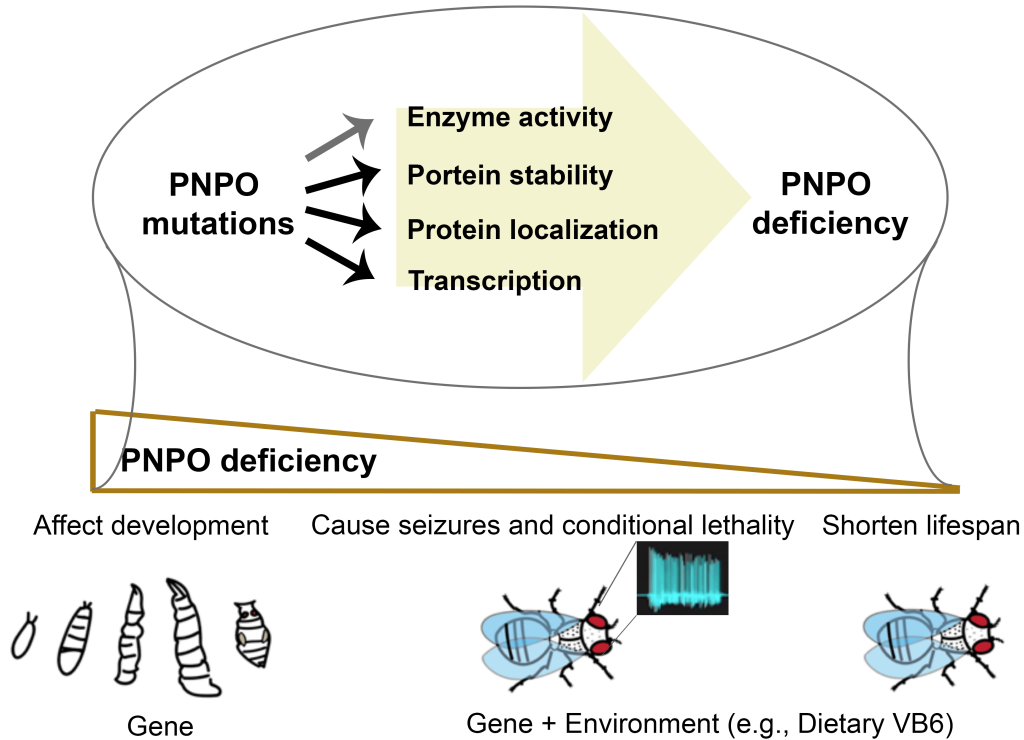 Enzyme activity
PNPO
mutations
Portein stability
Protein localization
Transcription
PNPO
deficiency
PNPO deficiency
Affect development
Cause seizures and conditional lethality
Shorten lifespan
Gene
Gene + Environment (e.g., Dietary VB6)